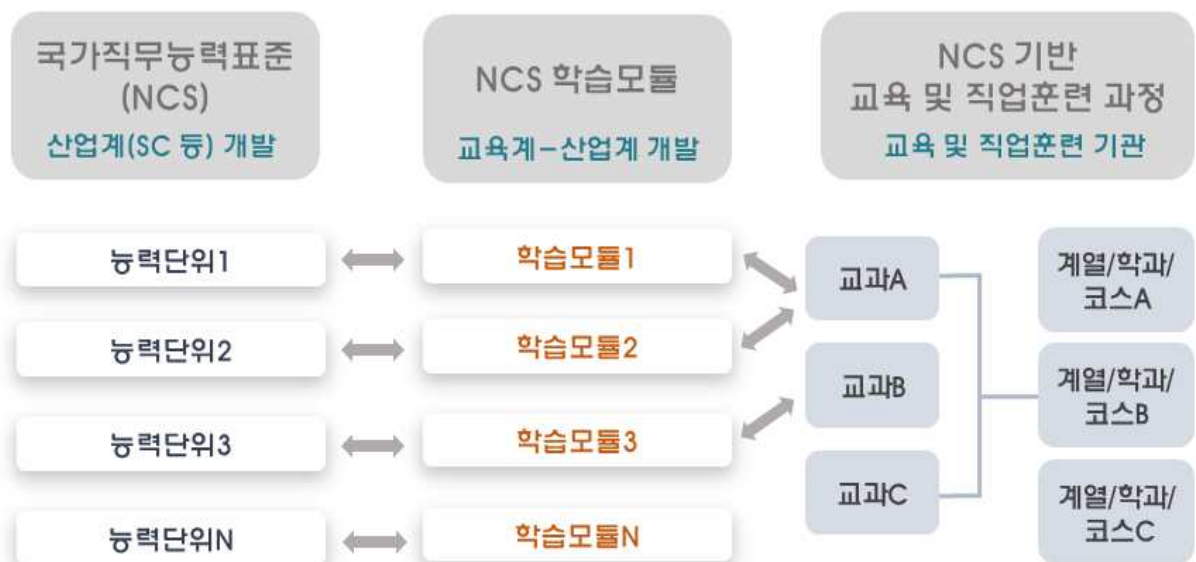 국가직무능력표준
(NCS)
산업계(SC 등) 개발
NCS 학습모듈
교육계-산업계 개발
NCS 기반
교육 및 직업훈련 과정
교육 및 직업훈련 기관
능력단위1
학습모듈1
능력단위2
학습모듈2
능력단위3
학습모듈3
능력단위N
학습모듈N
교과A
교과B
교과C
계열/학과/
코스A
계열/학과/
코스B
계열/학과/
코스C